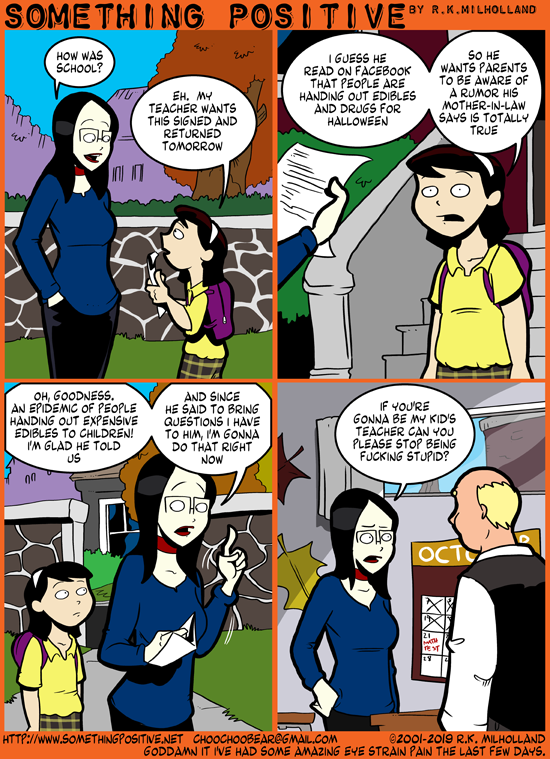 SOMETHING POSITIVE BY R.K.MILHOLLAND
HOW WAS
SCHOOL?
EH, MY
TEACHER WANTS
THIS SIGNED AND
RETURNED
TOMORROW
I GUESS HE
READ ON FACEBOOK
THAT PEOPLE ARE
HANDING OUT EDIBLES
AND DRUGS FOR
HALLOWEEN
SO HE
WANTS PARENTS
TO BE AWARE OF
A RUMOR HIS
MOTHER-IN-LAW
SAYS IS TOTALLY
TRUE
OH, GOODNESS.
AN EPIDEMIC OF PEOPLE
HANDING OUT EXPENSIVE
EDIBLES TO CHILDREN!
I'M GLAD HE TOLD
US
AND SINCE
HE SAID TO BRING
QUESTIONS I HAVE
TO HIM, I'M GONNA
DO THAT RIGHT
NOW
IF YOU'RE
GONNA BE MY KID'S
TEACHER CAN YOU
PLEASE STOP BEING
FUCKING STUPID?
21
MATH
TEST
28
HTTP://WWW.SOMETHINGPOSITIVE.NET CHOOCHOOBEAR@GMAIL.COM ©2001-2019 R.K. MILHOLLAND
GODDAMN IT I'VE HAD SOME AMAZING EYE STRAIN PAIN THE LAST FEW DAYS.